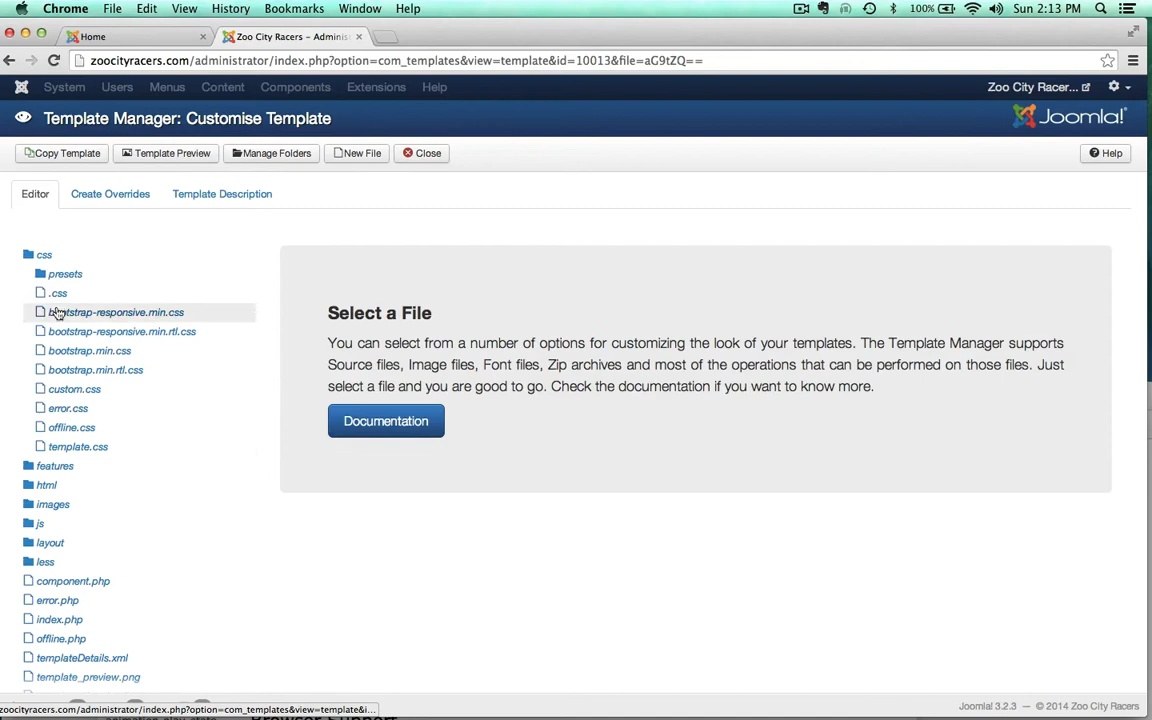 Chrome File Edit View History Bookmarks Window Help 100% Sun 2:13 PM
Home Zoo City Racers – Adminis
zoocityracers.com/administrator/index.php?option=com_templates&view=template&id=10013&file=aG9tZQ==
System Users Menus Content Components Extensions Help Zoo City Racer...
Template Manager: Customise Template Joomla!
Copy Template Template Preview Manage Folders New File Close Help
Editor Create Overrides Template Description
css
presets
.css
bootstrap-responsive.min.css
bootstrap-responsive.min.rtl.css
bootstrap.min.css
bootstrap.min.rtl.css
custom.css
error.css
offline.css
template.css
features
html
images
js
layout
less
component.php
error.php
index.php
offline.php
templateDetails.xml
template_preview.png
Select a File
You can select from a number of options for customizing the look of your templates. The Template Manager supports
Source files, Image files, Font files, Zip archives and most of the operations that can be performed on those files. Just
select a file and you are good to go. Check the documentation if you want to know more.
Documentation
zoocityracers.com/administrator/index.php?option=com_templates&view=template&i...
Joomla! 3.2.3 — © 2014 Zoo City Racers